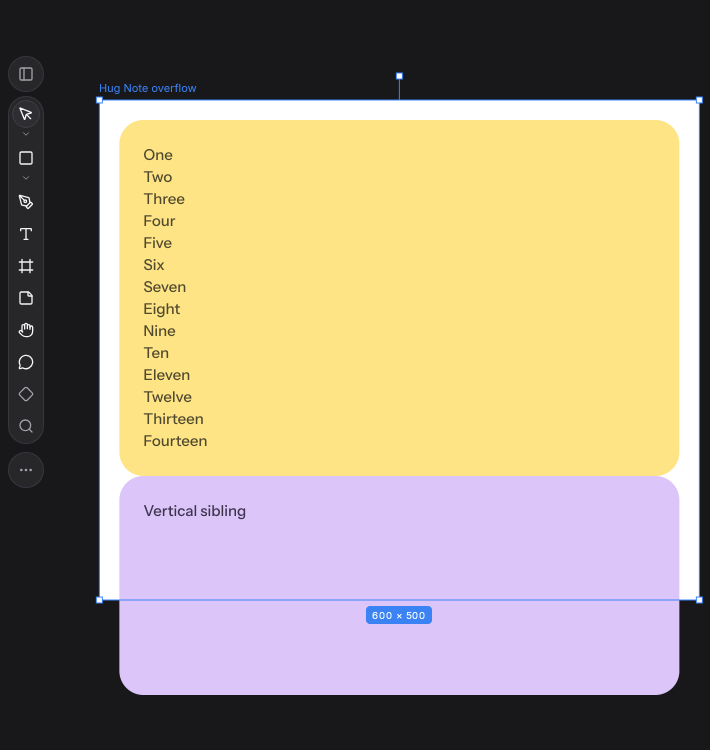 Hug Note overflow
One
Two
Three
Four
Five
Six
Seven
Eight
Nine
Ten
Eleven
Twelve
Thirteen
Fourteen
Vertical sibling
600 × 500